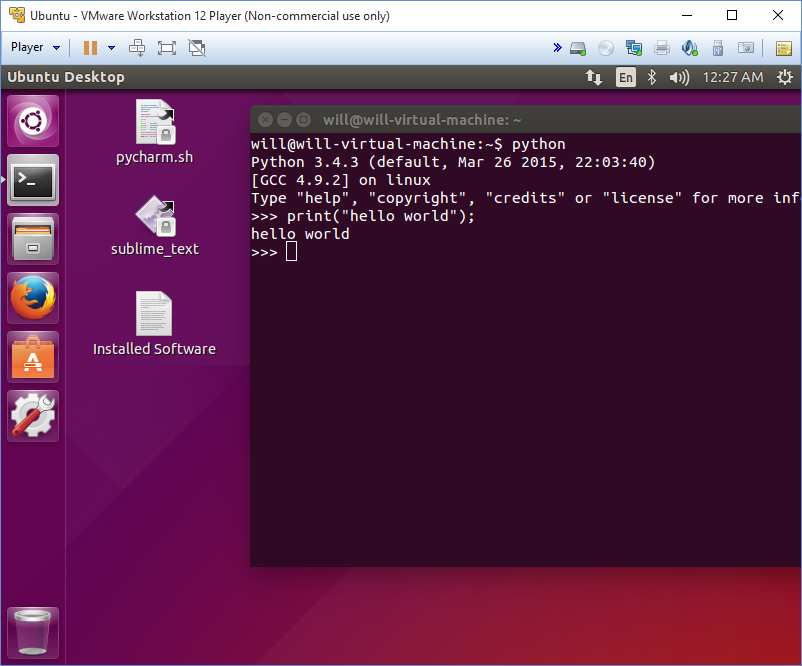 Ubuntu - VMware Workstation 12 Player (Non-commercial use only)
Player
Ubuntu Desktop
En
12:27 AM
pycharm.sh
sublime_text
Installed Software
will@will-virtual-machine: ~
will@will-virtual-machine:~$ python
Python 3.4.3 (default, Mar 26 2015, 22:03:40)
[GCC 4.9.2] on linux
Type "help", "copyright", "credits" or "license" for more inf
>>> print("hello world");
hello world
>>>